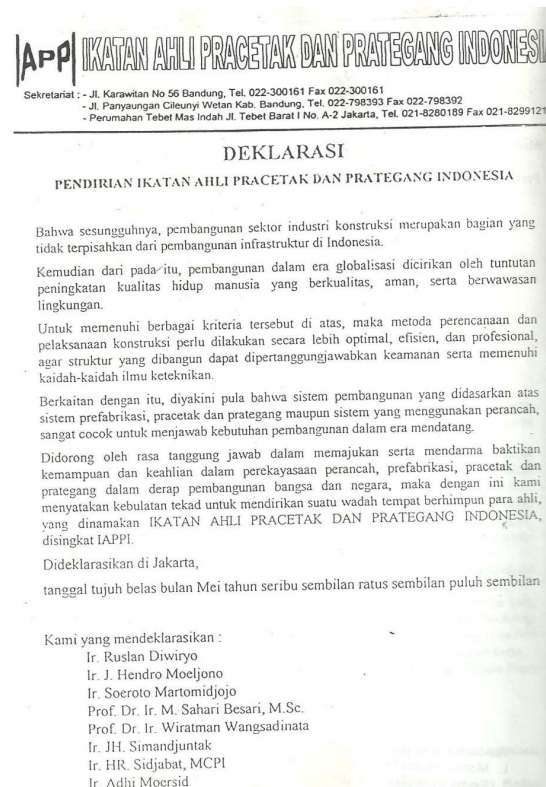 IAPPI IKATAN AHLI PRACETAK DAN PRATEGANG INDONESI
Sekretariat : - Jl. Karawitan No 56 Bandung, Tel. 022-300161 Fax 022-300161
- Jl. Panyaungan Cileunyi Wetan Kab. Bandung, Tel. 022-798393 Fax 022-798392
- Perumahan Tebet Mas Indah Jl. Tebet Barat I No. A-2 Jakarta, Tel. 021-8280189 Fax 021-8299121
DEKLARASI
PENDIRIAN IKATAN AHLI PRACETAK DAN PRATEGANG INDONESIA
Bahwa sesungguhnya, pembangunan sektor industri konstruksi merupakan bagian yang
tidak terpisahkan dari pembangunan infrastruktur di Indonesia.
Kemudian dari pada itu, pembangunan dalam era globalisasi dicirikan oleh tuntutan
peningkatan kualitas hidup manusia yang berkualitas, aman, serta berwawasan
lingkungan.
Untuk memenuhi berbagai kriteria tersebut di atas, maka metoda perencanaan dan
pelaksanaan konstruksi perlu dilakukan secara lebih optimal, efisien, dan profesional,
agar struktur yang dibangun dapat dipertanggungjawabkan keamanan serta memenuhi
kaidah-kaidah ilmu keteknikan.
Berkaitan dengan itu, diyakini pula bahwa sistem pembangunan yang didasarkan atas
sistem prefabrikasi, pracetak dan prategang maupun sistem yang menggunakan perancah,
sangat cocok untuk menjawab kebutuhan pembangunan dalam era mendatang.
Didorong oleh rasa tanggung jawab dalam memajukan serta mendarma baktikan
kemampuan dan keahlian dalam perekayasaan perancah, prefabrikasi, pracetak dan
prategang dalam derap pembangunan bangsa dan negara, maka dengan ini kami
menyatakan kebulatan tekad untuk mendirikan suatu wadah tempat berhimpun para ahli,
yang dinamakan IKATAN AHLI PRACETAK DAN PRATEGANG INDONESIA,
disingkat IAPPI.
Dideklarasikan di Jakarta,
tanggal tujuh belas bulan Mei tahun seribu sembilan ratus sembilan puluh sembilan
Kami yang mendeklarasikan :
Ir. Ruslan Diwiryo
Ir. J. Hendro Moeljono
Ir. Soeroto Martomidjojo
Prof. Dr. Ir. M. Sahari Besari, M.Sc.
Prof. Dr. Ir. Wiratman Wangsadinata
Ir. JH. Simandjuntak
Ir. HR. Sidjabat, MCPI
Ir. Adhi Moersid